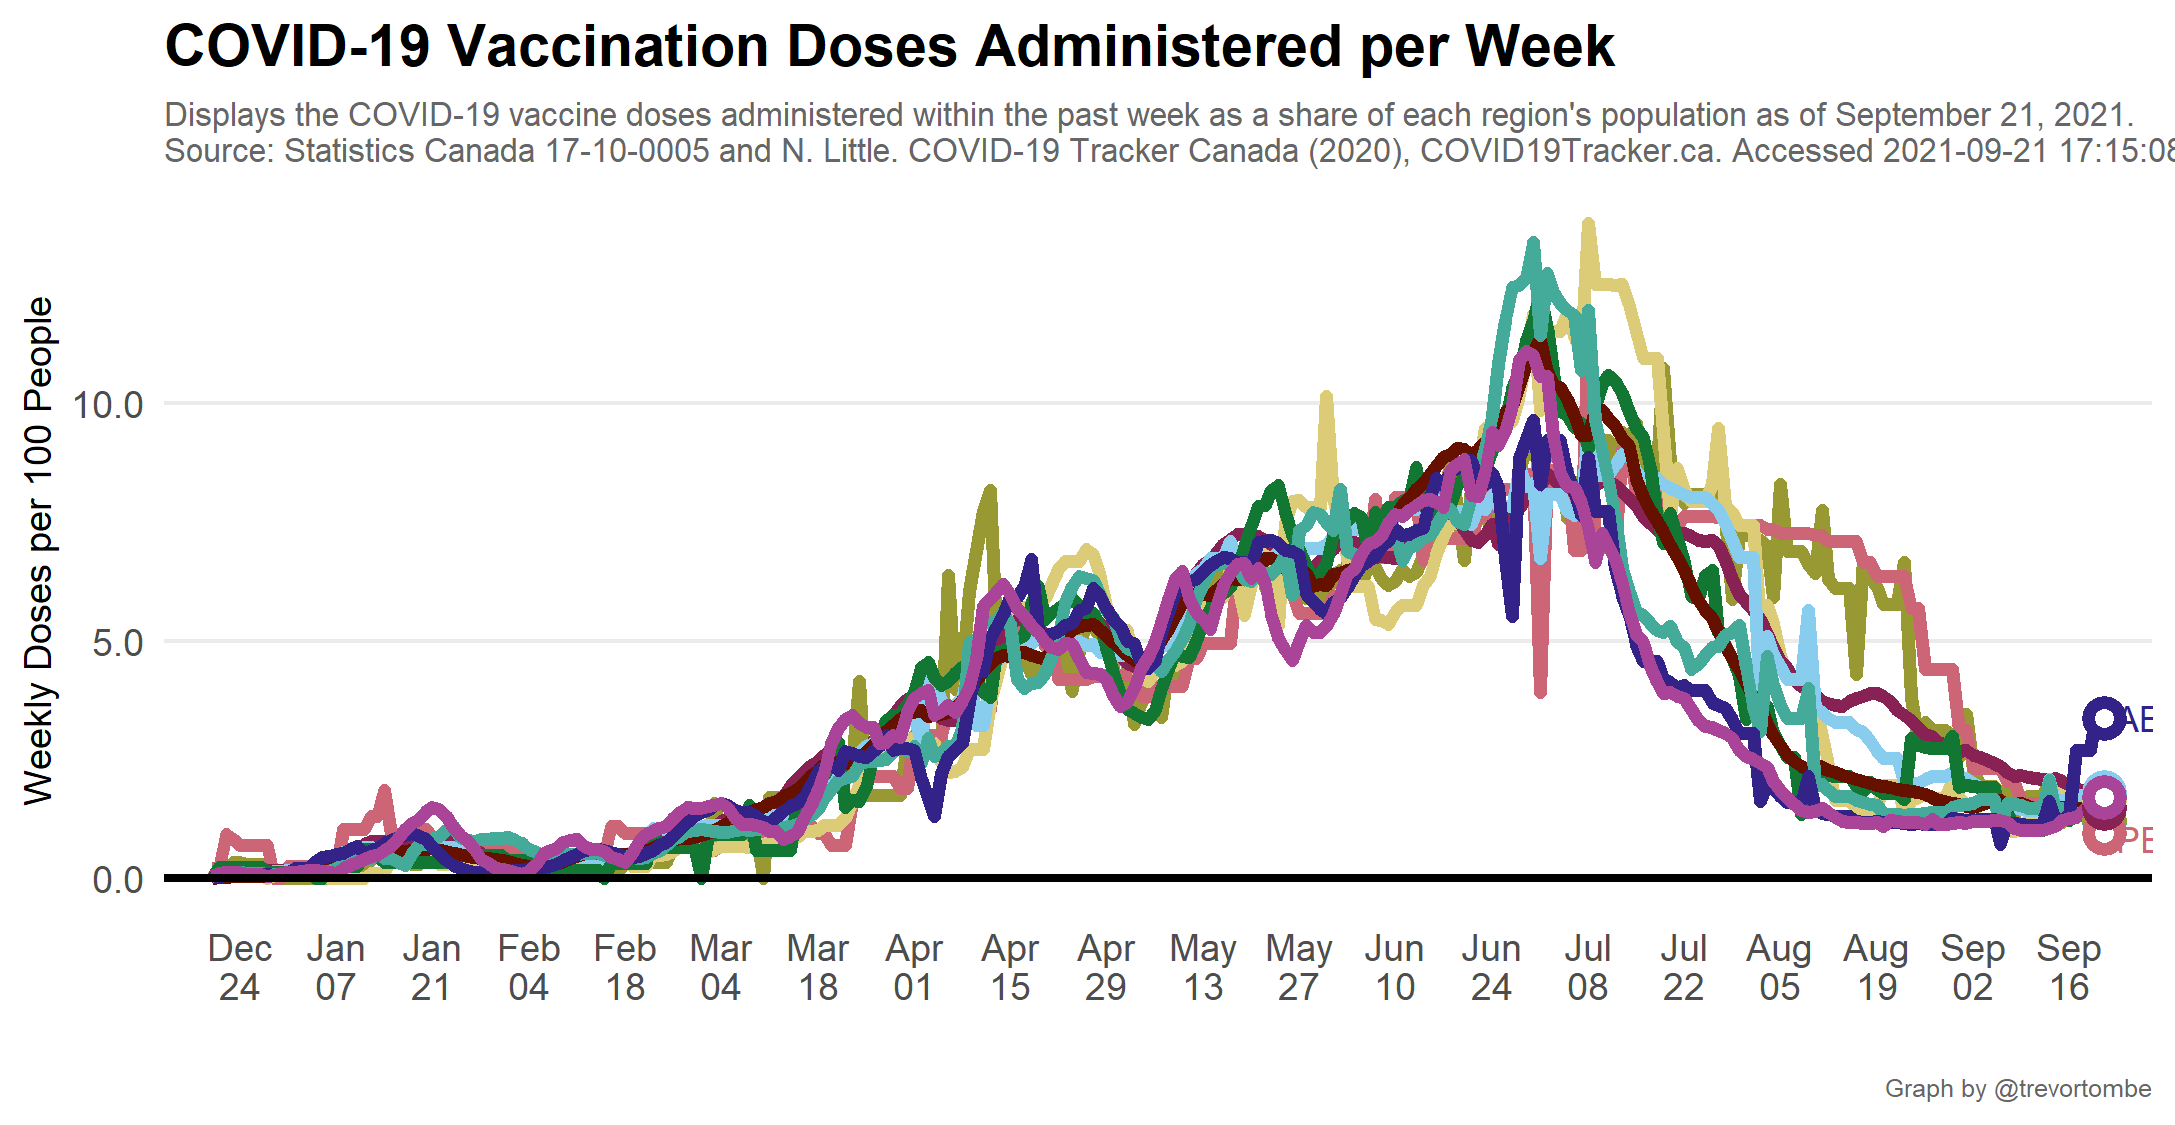 COVID-19 Vaccination Doses Administered per Week
Displays the COVID-19 vaccine doses administered within the past week as a share of each region's population as of September 21, 2021.
Source: Statistics Canada 17-10-0005 and N. Little. COVID-19 Tracker Canada (2020), COVID19Tracker.ca. Accessed 2021-09-21 17:15:08
Weekly Doses per 100 People
10.0
5.0
0.0
AB
PE
Dec Jan Jan Feb Feb Mar Mar Apr Apr Apr May May Jun Jun Jul Jul Aug Aug Sep Sep
24 07 21 04 18 04 18 01 15 29 13 27 10 24 08 22 05 19 02 16
Graph by @trevortombe